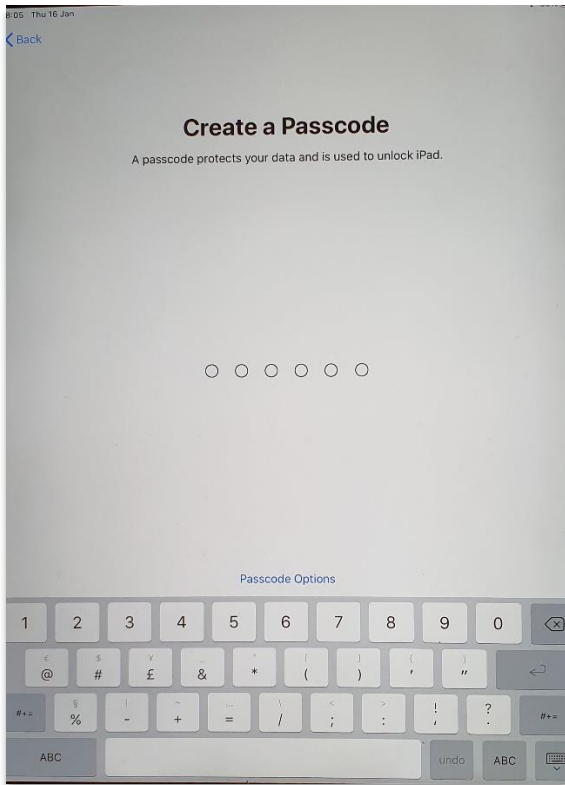 8:05 Thu 16 Jan
Back
Create a Passcode
A passcode protects your data and is used to unlock iPad.
Passcode Options
1 2 3 4 5 6 7 8 9 0
€ $ ¥ _ ^ [ ] { }
@ # £ & * ( ) ' "
§ | ~ … \ < > ! ?
#+= % - + = / ; : , . #+=
ABC undo ABC